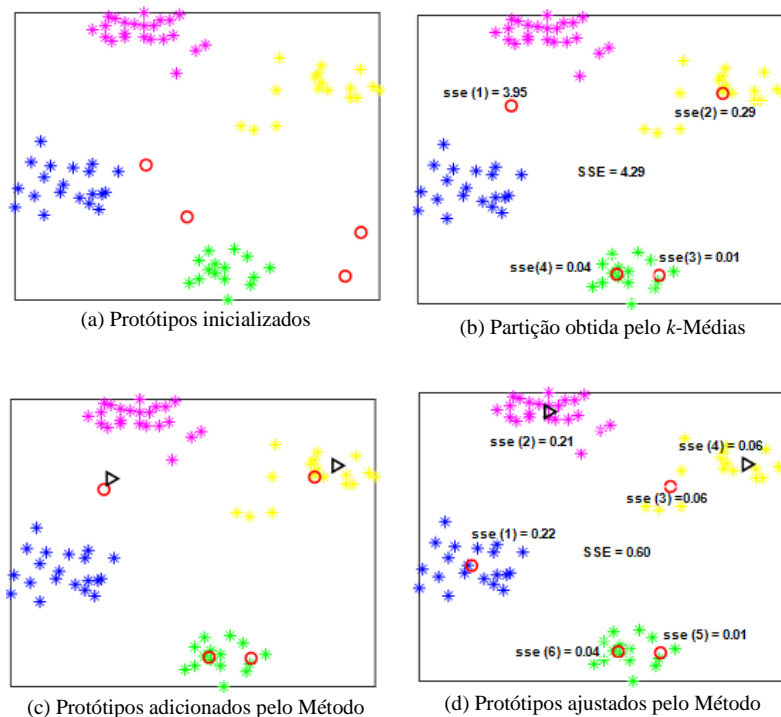 sse (1) = 3.95
sse(2) = 0.29
SSE = 4.29
sse(4) = 0.04
sse(3) = 0.01
(a) Protótipos inicializados
(b) Partição obtida pelo k-Médias
sse (2) = 0.21
sse (4) = 0.06
sse (3) =0.06
sse (1) = 0.22
SSE = 0.60
sse (5) = 0.01
sse (6) = 0.04
(c) Protótipos adicionados pelo Método
(d) Protótipos ajustados pelo Método